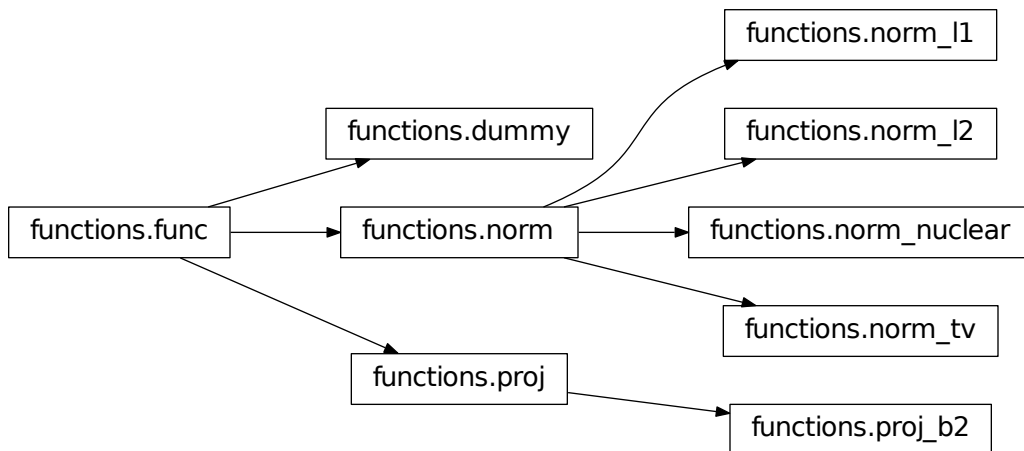 functions.norm_l1
functions.dummy
functions.norm_l2
functions.func
functions.norm
functions.norm_nuclear
functions.norm_tv
functions.proj
functions.proj_b2